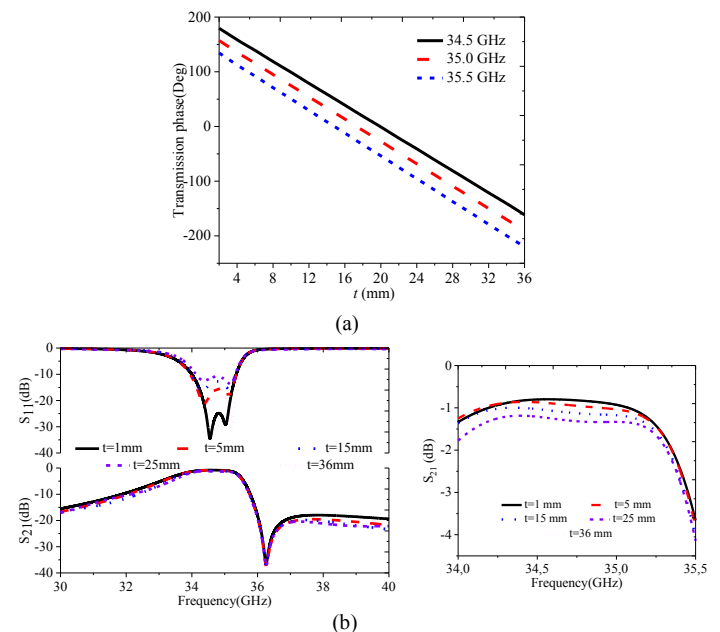 200
100
0
-100
-200
Transmission phase(Deg)
34.5 GHz
35.0 GHz
35.5 GHz
4 8 12 16 20 24 28 32 36
t (mm)
(a)
0
-10
-20
-30
-40
S11(dB)
t=1mm t=5mm t=15mm
t=25mm t=36mm
0
-10
-20
-30
-40
S21(dB)
30 32 34 36 38 40
Frequency(GHz)
0
-1
-2
-3
-4
S21 (dB)
t=1 mm t=5 mm
t=15 mm t=25 mm
t=36 mm
34,0 34,5 35,0 35,5
Frequency(GHz)
(b)